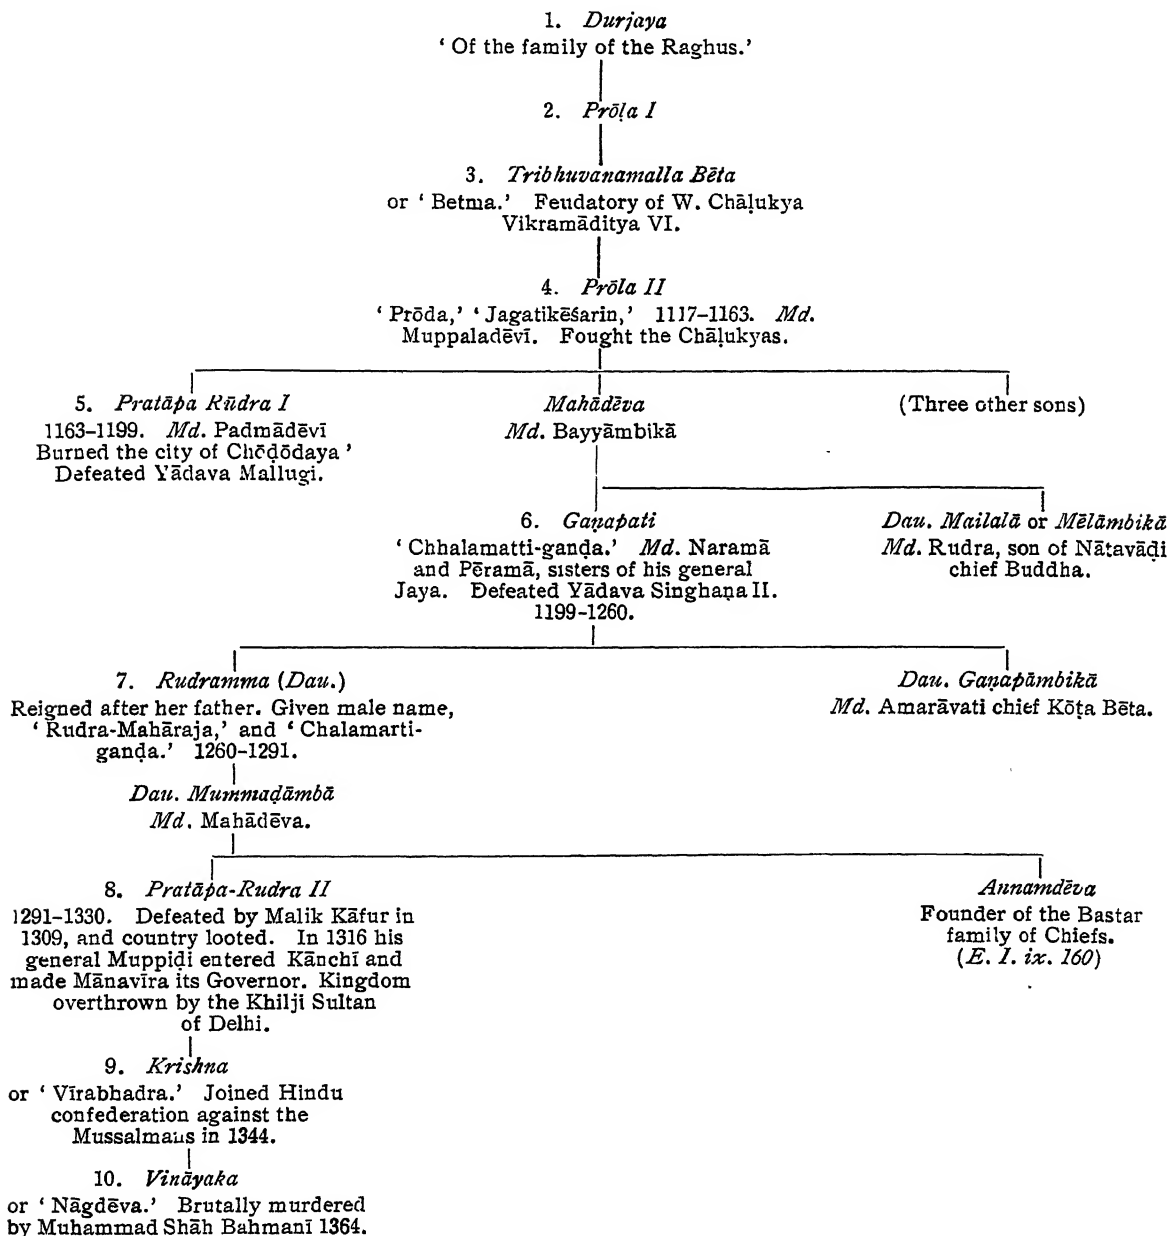 1. Durjaya
‘ Of the family of the Raghus.’
2. Prōḷa I
3. Tribhuvanamalla Bēta
or ‘ Betma.’ Feudatory of W. Chāḷukya
Vikramāditya VI.
4. Prōla II
‘ Prōda,’ ‘ Jagatikēśarin,’ 1117–1163. Md.
Muppaladēvī. Fought the Chāḷukyas.
5. Pratāpa Rūdra I
1163–1199. Md. Padmādēvī
Burned the city of Chōḍōdaya ’
Defeated Yādava Mallugi.
Mahādēva
Md. Bayyāmbikā
(Three other sons)
6. Gaṇapati
‘ Chhalamatti-gaṇḍa.’ Md. Naramā
and Pēramā, sisters of his general
Jaya. Defeated Yādava Singhaṇa II.
1199–1260.
Dau. Mailalā or Mēlāmbikā
Md. Rudra, son of Nātavāḍi
chief Buddha.
7. Rudramma (Dau.)
Reigned after her father. Given male name,
‘ Rudra-Mahāraja,’ and ‘ Chalamarti-
gaṇḍa.’ 1260–1291.
Dau. Gaṇapāmbikā
Md. Amarāvati chief Kōṭa Bēta.
Dau. Mummaḍāmbā
Md. Mahādēva.
8. Pratāpa-Rudra II
1291–1330. Defeated by Malik Kāfur in
1309, and country looted. In 1316 his
general Muppiḍi entered Kānchī and
made Mānavīra its Governor. Kingdom
overthrown by the Khilji Sultan
of Delhi.
Annamdēva
Founder of the Bastar
family of Chiefs.
(E. I. ix. 160)
9. Krishna
or ‘ Vīrabhadra.’ Joined Hindu
confederation against the
Mussalmans in 1344.
10. Vināyaka
or ‘ Nāgdēva.’ Brutally murdered
by Muhammad Shāh Bahmanī 1364.